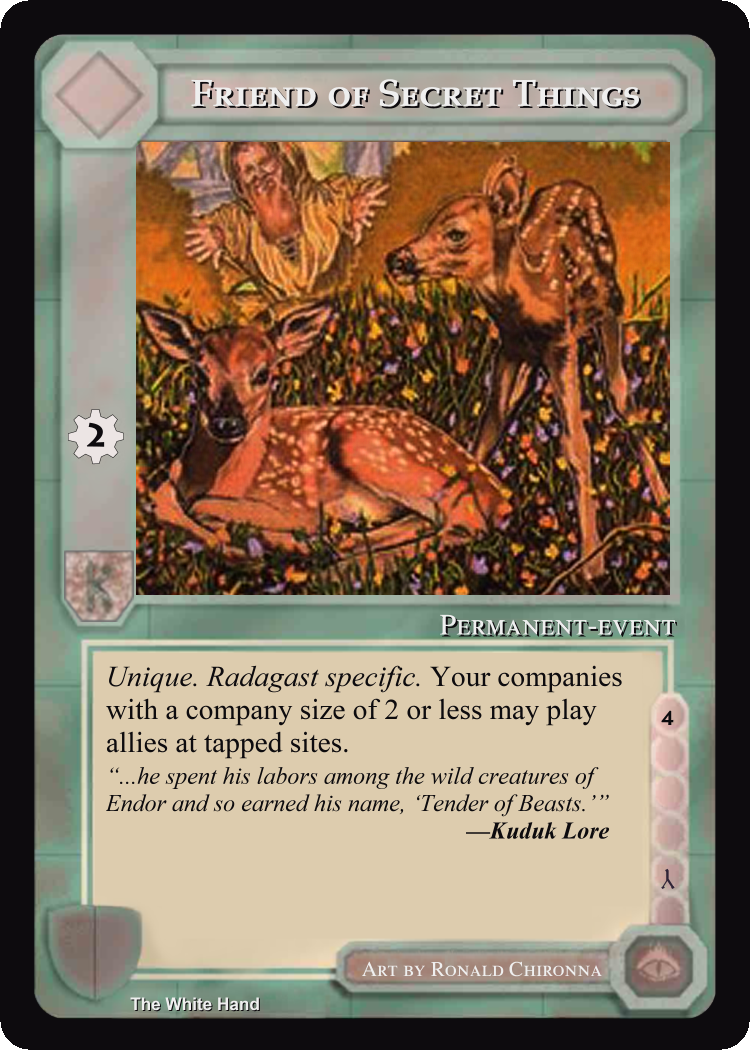 Friend of Secret Things
2
Permanent-event
Unique. Radagast specific. Your companies
with a company size of 2 or less may play
allies at tapped sites.
“...he spent his labors among the wild creatures of
Endor and so earned his name, ‘Tender of Beasts.’”
—Kuduk Lore
4
Art by Ronald Chironna
The White Hand